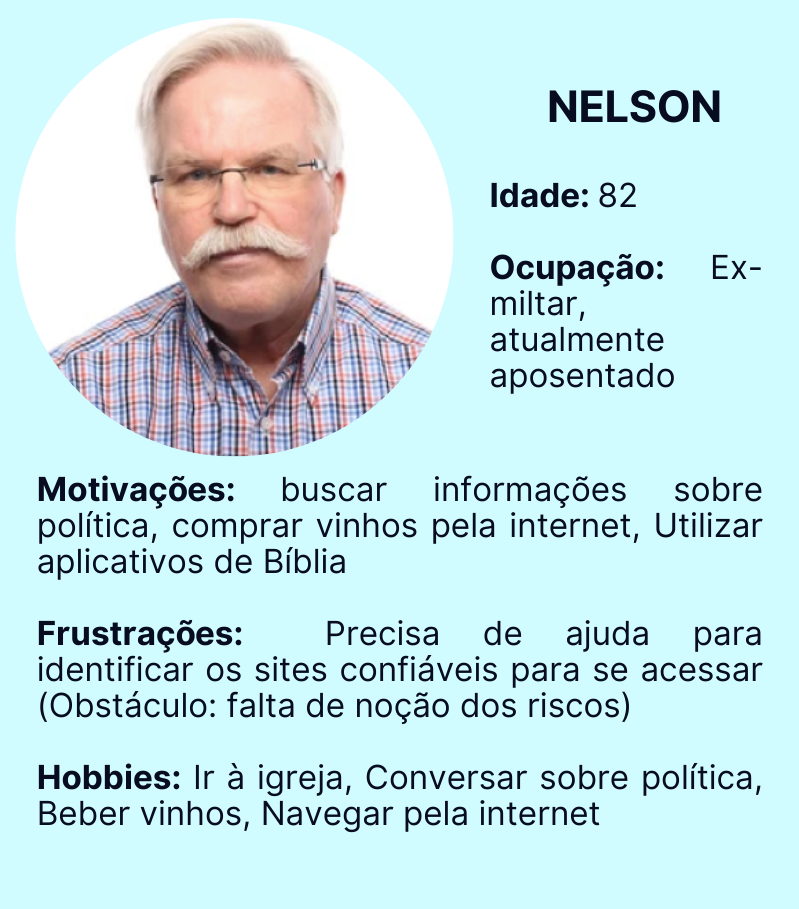 NELSON
Idade: 82
Ocupação: Ex-
miltar,
atualmente
aposentado
Motivações: buscar informações sobre
política, comprar vinhos pela internet, Utilizar
aplicativos de Bíblia
Frustrações: Precisa de ajuda para
identificar os sites confiáveis para se acessar
(Obstáculo: falta de noção dos riscos)
Hobbies: Ir à igreja, Conversar sobre política,
Beber vinhos, Navegar pela internet